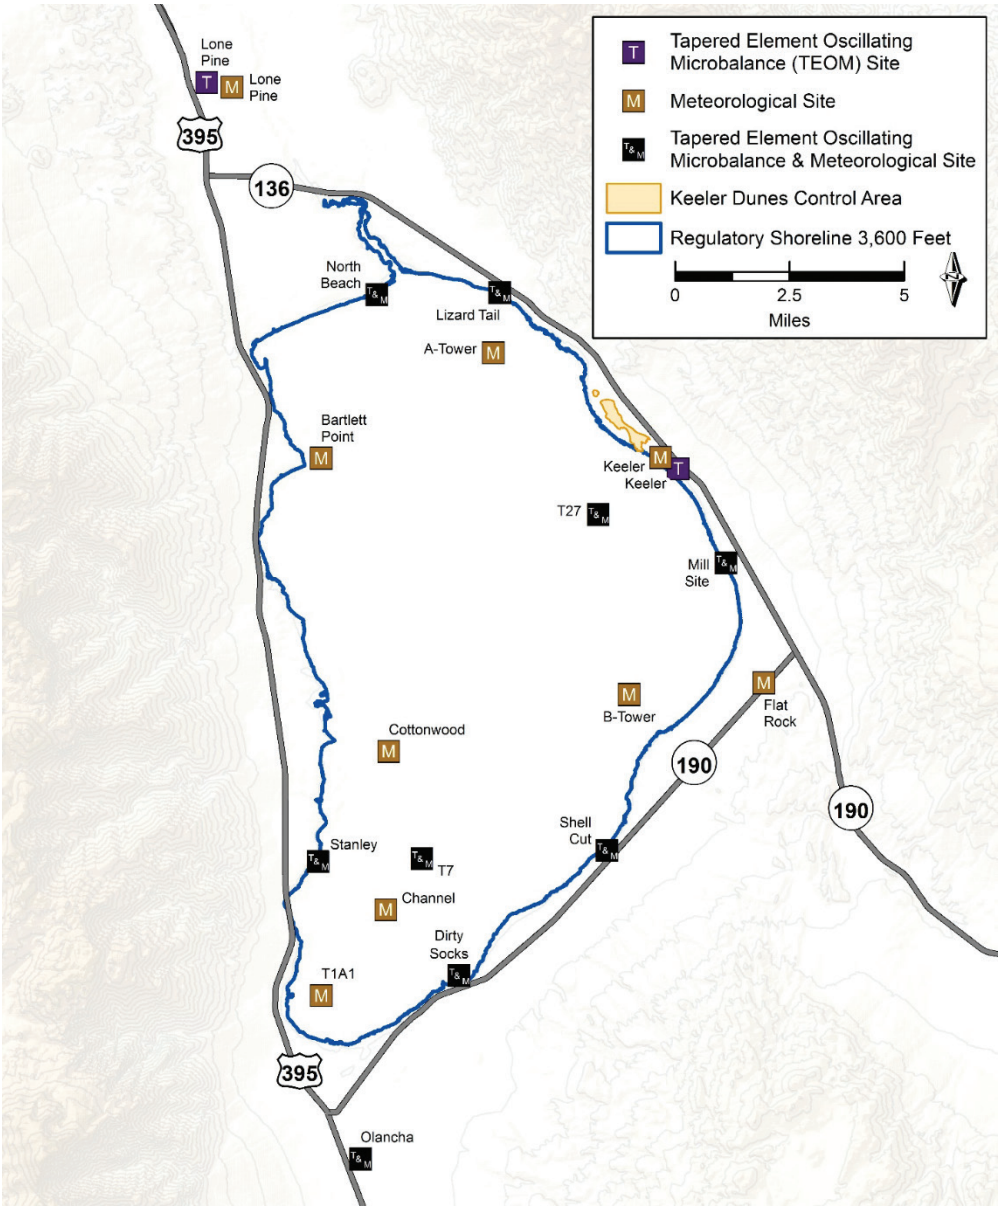 Lone
Pine
T
M
Lone
Pine
395
136
Tapered Element Oscillating
Microbalance (TEOM) Site
T
Meteorological Site
M
Tapered Element Oscillating
Microbalance & Meteorological Site
T&M
Keeler Dunes Control Area
Regulatory Shoreline 3,600 Feet
N
0
2.5
5
Miles
North
Beach
T&M
T&M
Lizard Tail
A-Tower
M
Bartlett
Point
M
M
Keeler
T
Keeler
T27
T&M
T&M
Mill
Site
M
B-Tower
M
Flat
Rock
190
190
Cottonwood
M
Shell
Cut
T&M
Stanley
T&M
T&M
T7
Channel
M
Dirty
Socks
T&M
T1A1
M
395
Olancha
T&M